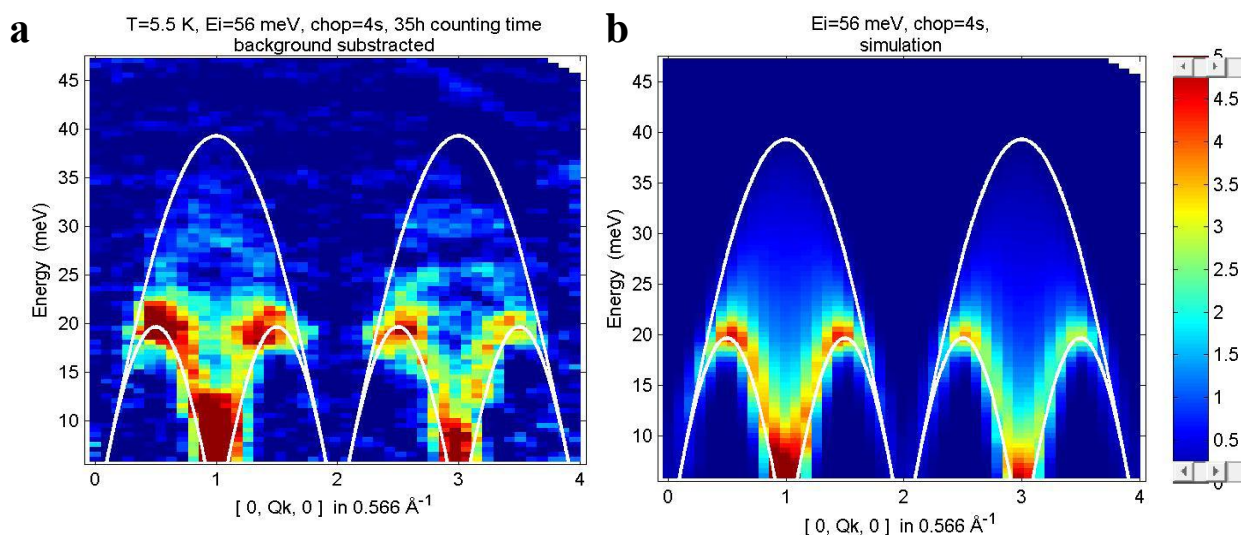 a
T=5.5 K, Ei=56 meV, chop=4s, 35h counting time
background substracted
45
40
35
30
25
20
15
10
Energy (meV)
0 1 2 3 4
[ 0, Qk, 0 ] in 0.566 Å-1
b
Ei=56 meV, chop=4s,
simulation
45
40
35
30
25
20
15
10
Energy (meV)
0 1 2 3 4
[ 0, Qk, 0 ] in 0.566 Å-1
5
4.5
4
3.5
3
2.5
2
1.5
1
0.5
0